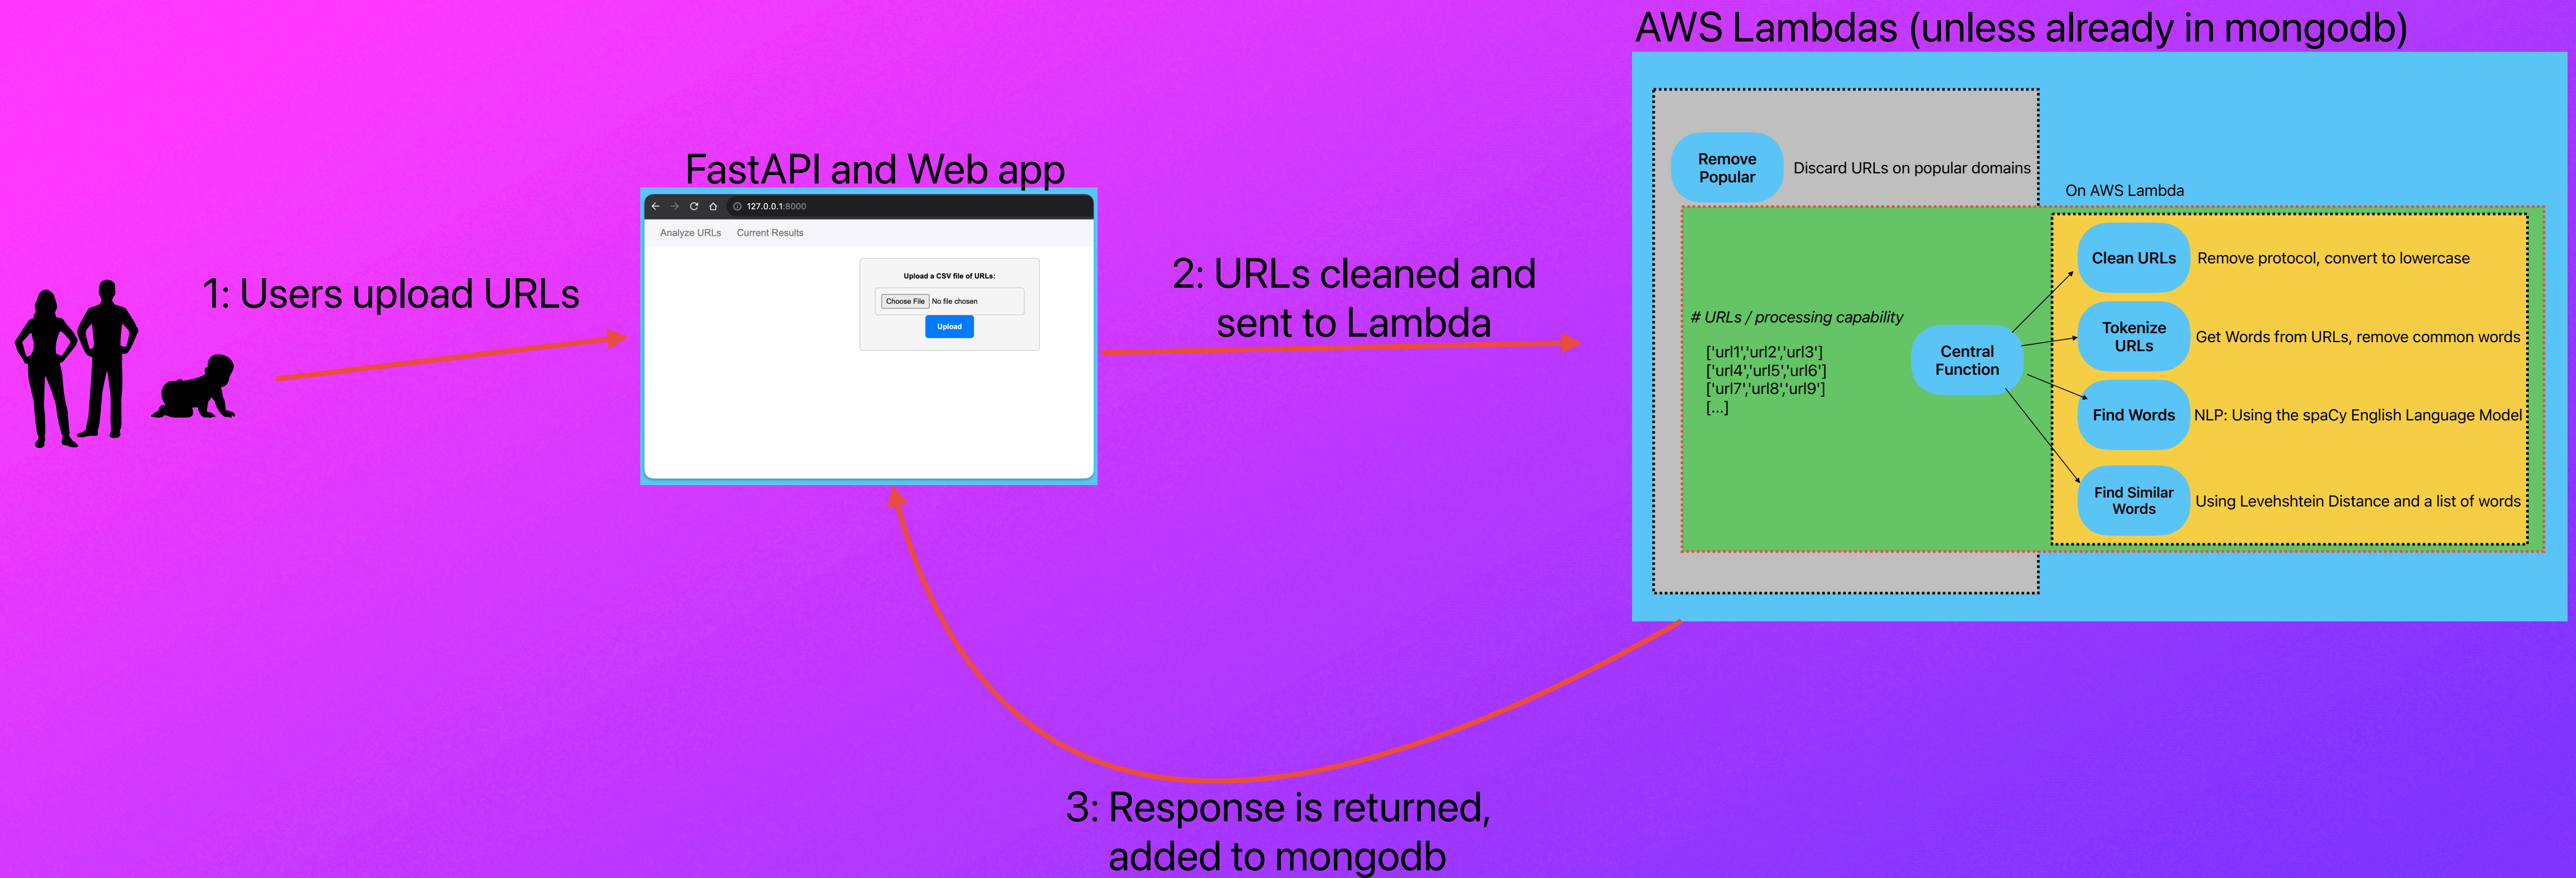 AWS Lambdas (unless already in mongodb)
FastAPI and Web app
127.0.0.1:8000
Analyze URLs
Current Results
Upload a CSV file of URLs:
Choose File No file chosen
Upload
1: Users upload URLs
2: URLs cleaned and
sent to Lambda
Remove
Popular
Discard URLs on popular domains
On AWS Lambda
# URLs / processing capability
['url1','url2','url3']
['url4','url5','url6']
['url7','url8','url9']
[...]
Central
Function
Clean URLs
Remove protocol, convert to lowercase
Tokenize
URLs
Get Words from URLs, remove common words
Find Words
NLP: Using the spaCy English Language Model
Find Similar
Words
Using Levehshtein Distance and a list of words
3: Response is returned,
added to mongodb